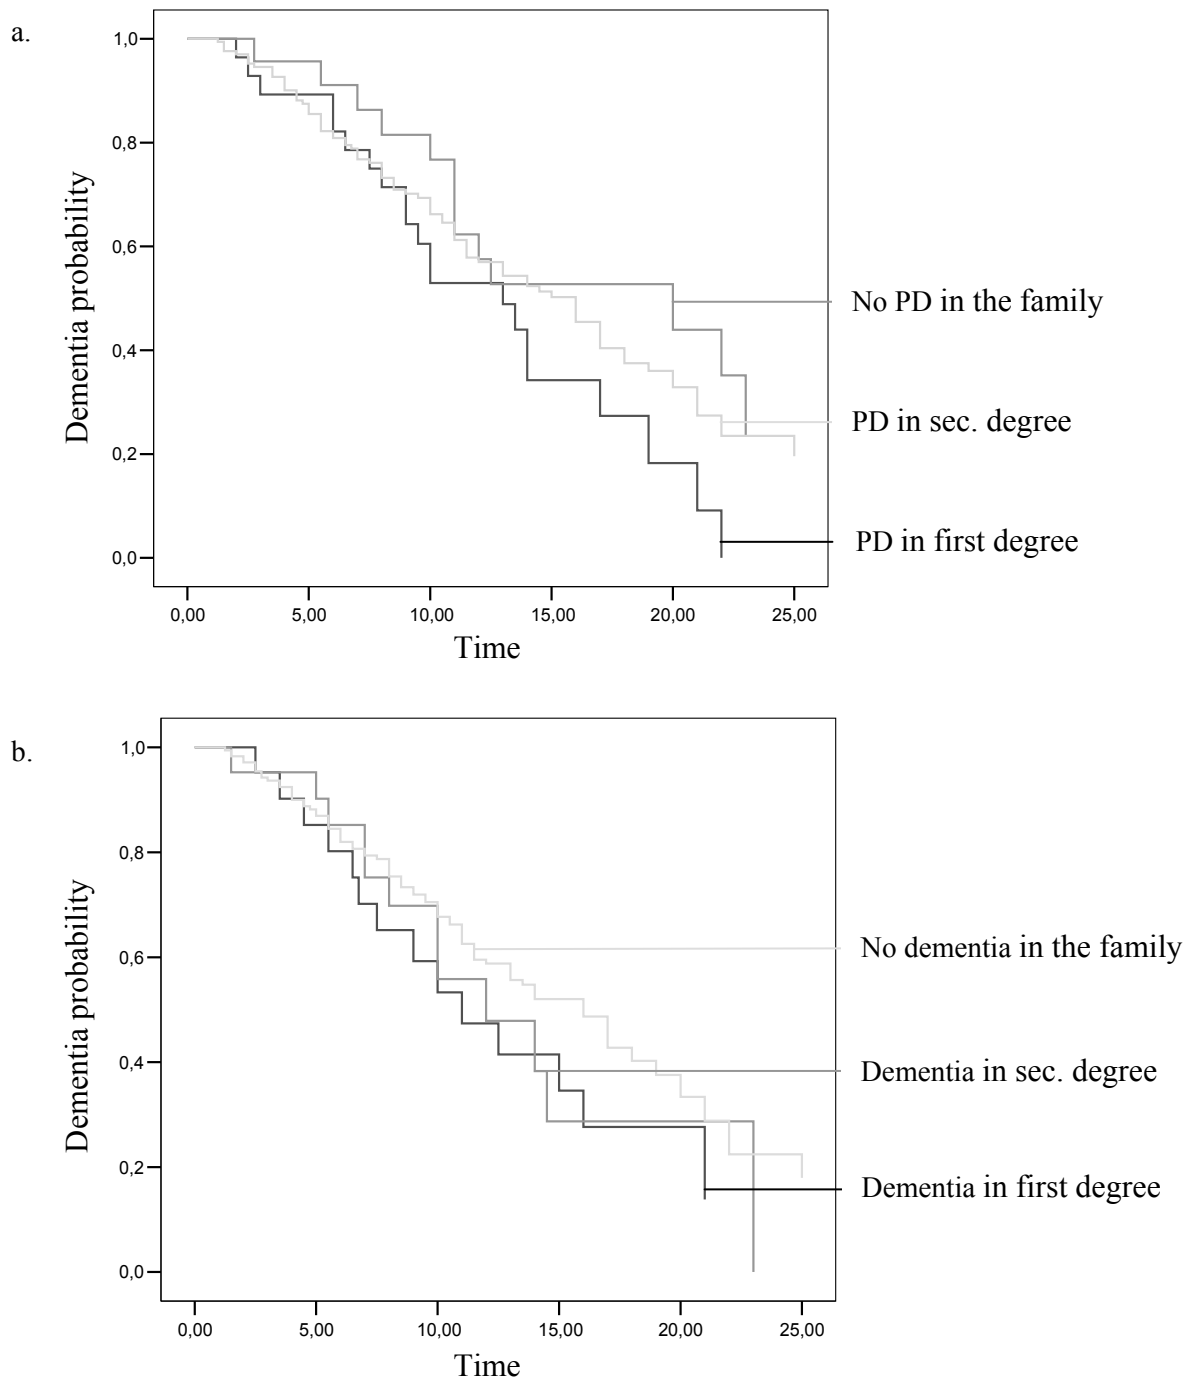 a.
1,0
0,8
0,6
0,4
0,2
0,0
Dementia probability
No PD in the family
PD in sec. degree
PD in first degree
0,00 5,00 10,00 15,00 20,00 25,00
Time
b.
1,0
0,8
0,6
0,4
0,2
0,0
Dementia probability
No dementia in the family
Dementia in sec. degree
Dementia in first degree
0,00 5,00 10,00 15,00 20,00 25,00
Time